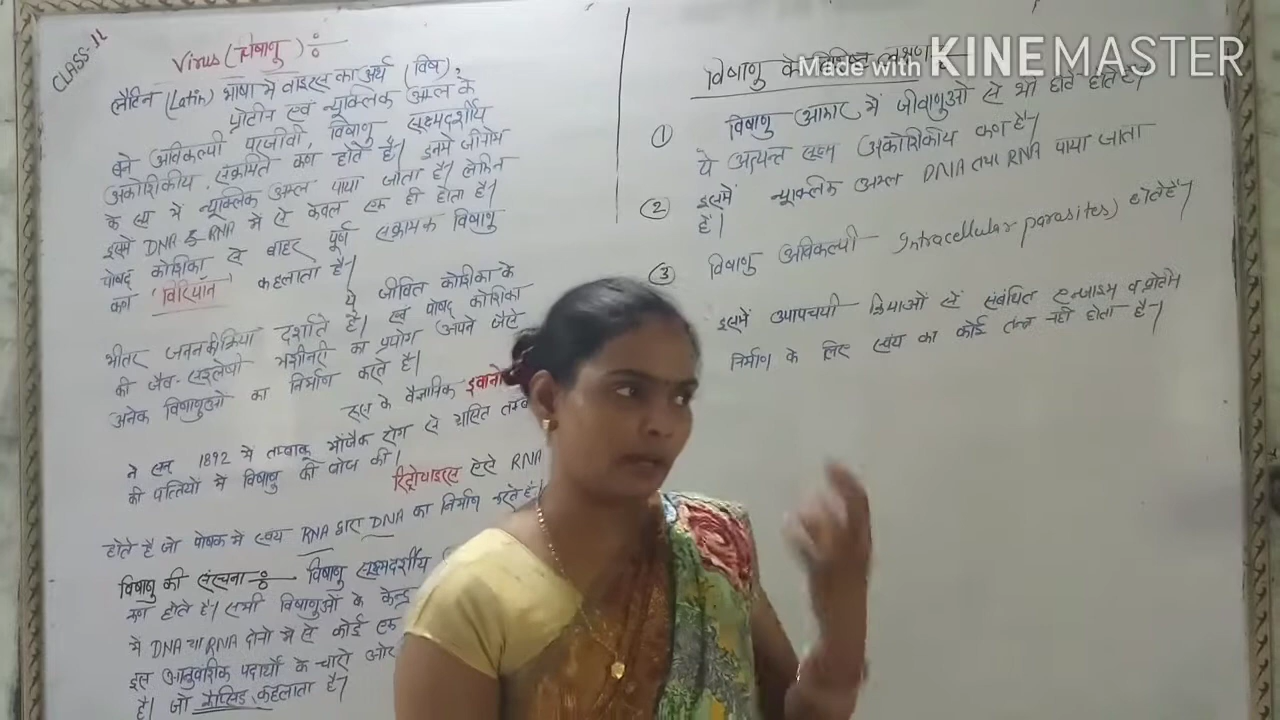 CLASS-11
Virus (विषाणु) :-
लैटिन (Latin) भाषा में वाइरस का अर्थ (विष),
प्रोटीन एवं न्यूक्लिक अम्ल के
बने अविकल्पी परजीवी, विषाणु सूक्ष्मदर्शीय
अकोशिकीय, संक्रमित कण होते है। इनमे जीनोम
के रूप में न्यूक्लिक अम्ल पाया जाता है। लेकिन
इसमें DNA & RNA में से केवल एक ही होता है।
पोषद् कोशिका से बाहर पूर्ण संक्रामक विषाणु
कण 'विरियॉन' कहलाता है।
ये जीवित कोशिका के
भीतर जनन की क्रिया दर्शाते है। एवं पोषद् कोशिका
की जैव-संश्लेषी मशीनरी का प्रयोग अपने जैसे
अनेक विषाणुओ का निर्माण करते है।
रूस के वैज्ञानिक इवानो
ने सन् 1892 में तम्बाकू मौजेक रोग से ग्रसित तम्बा
की पत्तियों में विषाणु की खोज की।
रिट्रोवाइरस ऐसे RNA
होते है जो पोषक में स्वयं RNA द्वारा DNA का निर्माण करते है।
विषाणु की संरचना :- विषाणु सूक्ष्मदर्शीय
कण होते है। सभी विषाणुओं के केन्द्र
में DNA या RNA दोनो में से कोई एक
इस आनुवंशिक पदार्थो के चारो ओर
है। जो कैप्सिड कहलाता है।
विषाणु के लक्षण
Made with KINEMASTER
① विषाणु आकार में जीवाणुओं से भी छोटे होते है।
ये अत्यन्त सूक्ष्म अकोशिकीय कण है।
② इसमें न्यूक्लिक अम्ल DNA तथा RNA पाया जाता
है।
③ विषाणु अविकल्पी Intracellular parasites) होते है।
इसमें उपापचयी क्रियाओं से संबंधित एन्जाइम व प्रोटीन
निर्माण के लिए स्वयं का कोई तन्त्र नही होता है।